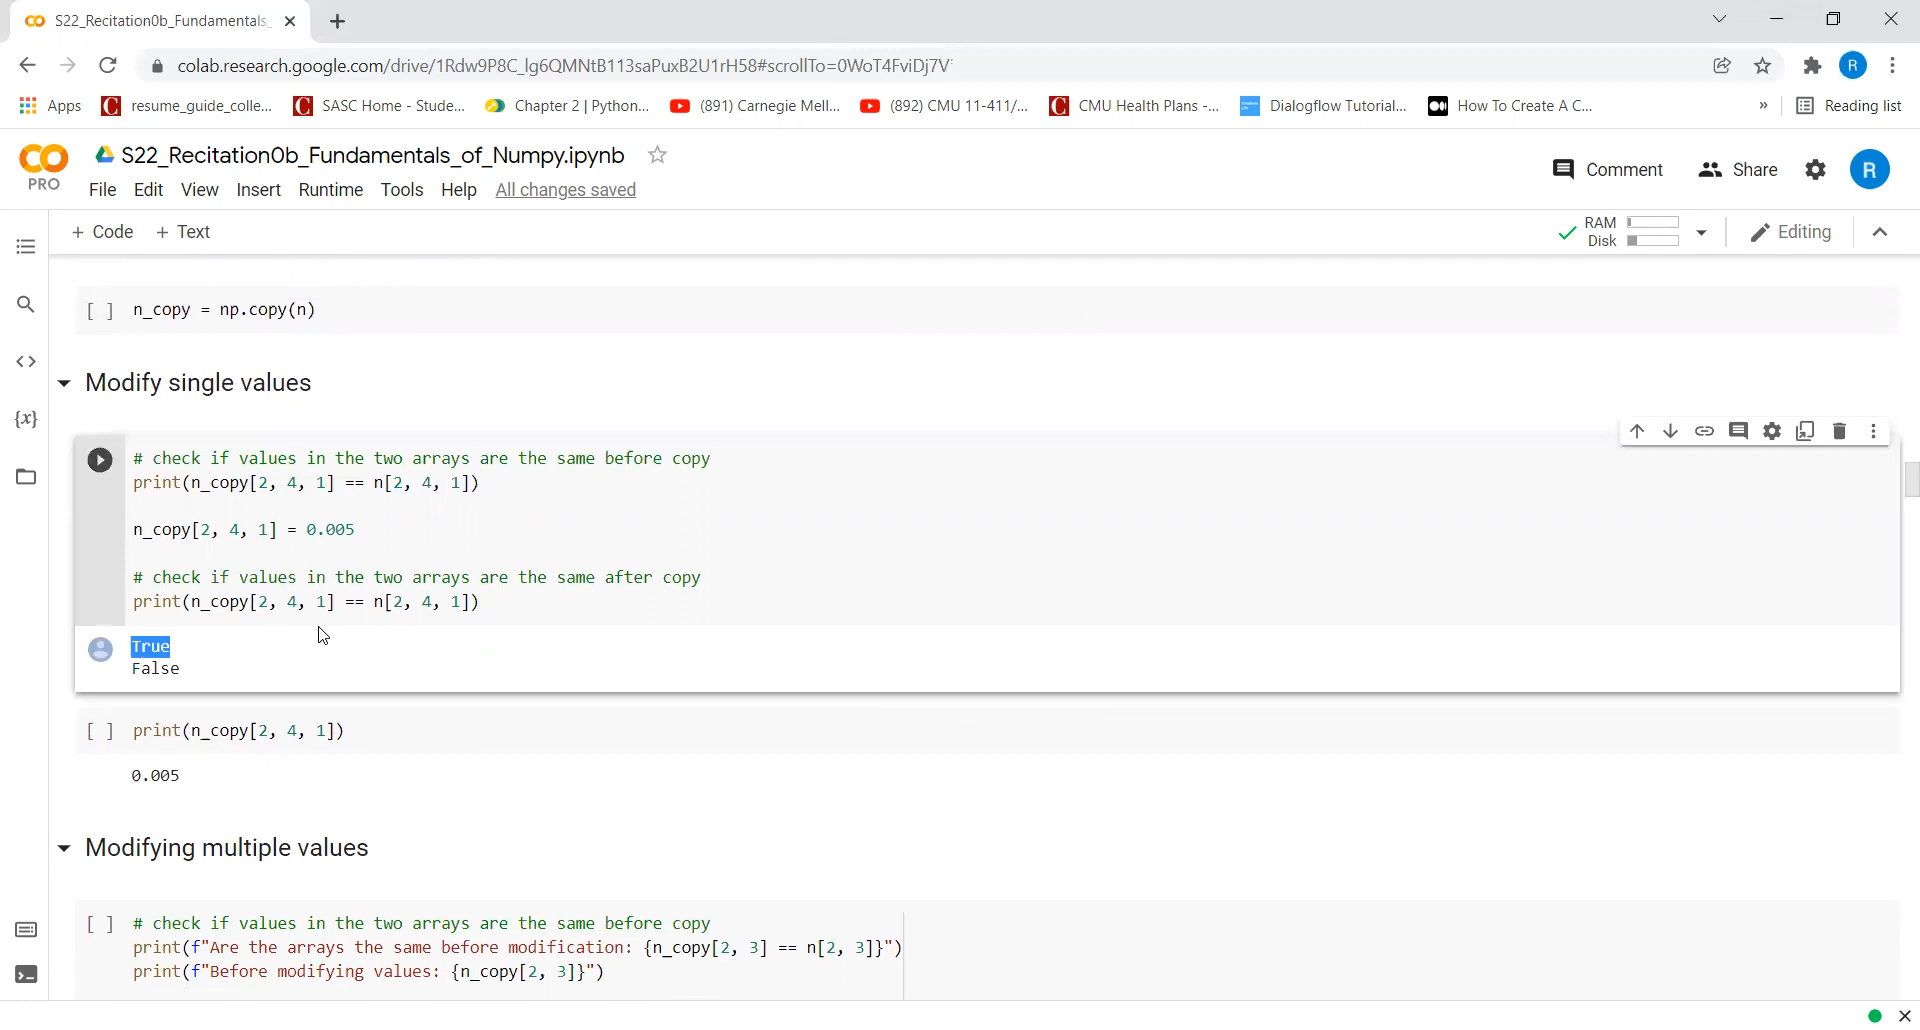 S22_Recitation0b_Fundamentals_
colab.research.google.com/drive/1Rdw9P8C_lg6QMNtB113saPuxB2U1rH58#scrollTo=0WoT4FviDj7V
R
Apps
resume_guide_colle...
SASC Home - Stude...
Chapter 2 | Python...
(891) Carnegie Mell...
(892) CMU 11-411/...
CMU Health Plans -...
Dialogflow Tutorial...
How To Create A C...
»
Reading list
CO
PRO
S22_Recitation0b_Fundamentals_of_Numpy.ipynb
File Edit View Insert Runtime Tools Help All changes saved
Comment
Share
R
+ Code + Text
RAM
Disk
Editing
[ ] n_copy = np.copy(n)
Modify single values
# check if values in the two arrays are the same before copy
print(n_copy[2, 4, 1] == n[2, 4, 1])
n_copy[2, 4, 1] = 0.005
# check if values in the two arrays are the same after copy
print(n_copy[2, 4, 1] == n[2, 4, 1])
True
False
[ ] print(n_copy[2, 4, 1])
0.005
Modifying multiple values
[ ] # check if values in the two arrays are the same before copy
print(f"Are the arrays the same before modification: {n_copy[2, 3] == n[2, 3]}")
print(f"Before modifying values: {n_copy[2, 3]}")